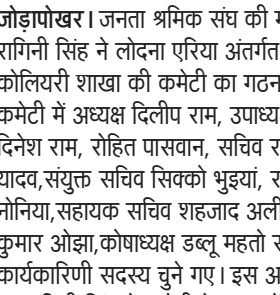 जोड़ापोखर। जनता श्रमिक संघ की
रागिनी सिंह ने लोदना एरिया अंतर्गत
कोलियरी शाखा की कमेटी का गठन
कमेटी में अध्यक्ष दिलीप राम, उपाध्य
दिनेश राम, रोहित पासवान, सचिव र
यादव,संयुक्त सचिव सिक्को भुइयां, र
नोनिया,सहायक सचिव शहजाद अली
कुमार ओझा,कोषाध्यक्ष डब्लू महतो स
कार्यकारिणी सदस्य चुने गए। इस अ